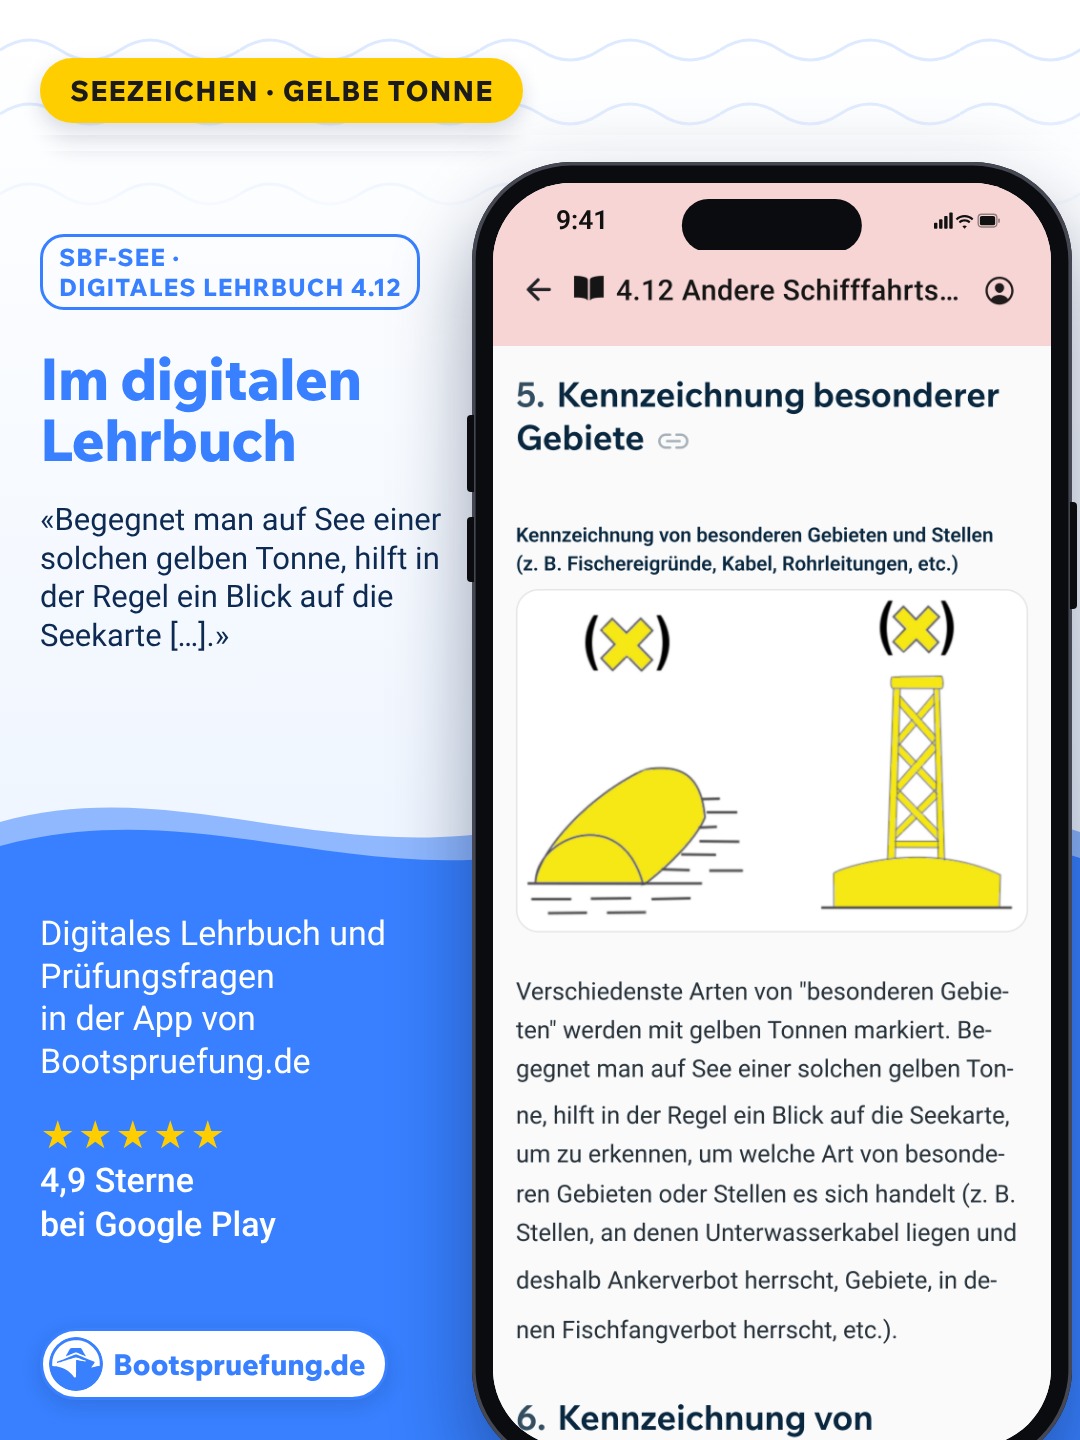 SEEZEICHEN · GELBE TONNE
SBF-SEE ·
DIGITALES LEHRBUCH 4.12
Im digitalen
Lehrbuch
«Begegnet man auf See einer
solchen gelben Tonne, hilft in
der Regel ein Blick auf die
Seekarte [...].»
Digitales Lehrbuch und
Prüfungsfragen
in der App von
Bootspruefung.de
★★★★★
4,9 Sterne
bei Google Play
Bootspruefung.de
9:41
4.12 Andere Schifffahrts...
5. Kennzeichnung besonderer
Gebiete
Kennzeichnung von besonderen Gebieten und Stellen
(z. B. Fischereigründe, Kabel, Rohrleitungen, etc.)
( )
( )
Verschiedenste Arten von "besonderen Gebie-
ten" werden mit gelben Tonnen markiert. Be-
gegnet man auf See einer solchen gelben Ton-
ne, hilft in der Regel ein Blick auf die Seekarte,
um zu erkennen, um welche Art von besonde-
ren Gebieten oder Stellen es sich handelt (z. B.
Stellen, an denen Unterwasserkabel liegen und
deshalb Ankerverbot herrscht, Gebiete, in de-
nen Fischfangverbot herrscht, etc.).
6. Kennzeichnung von